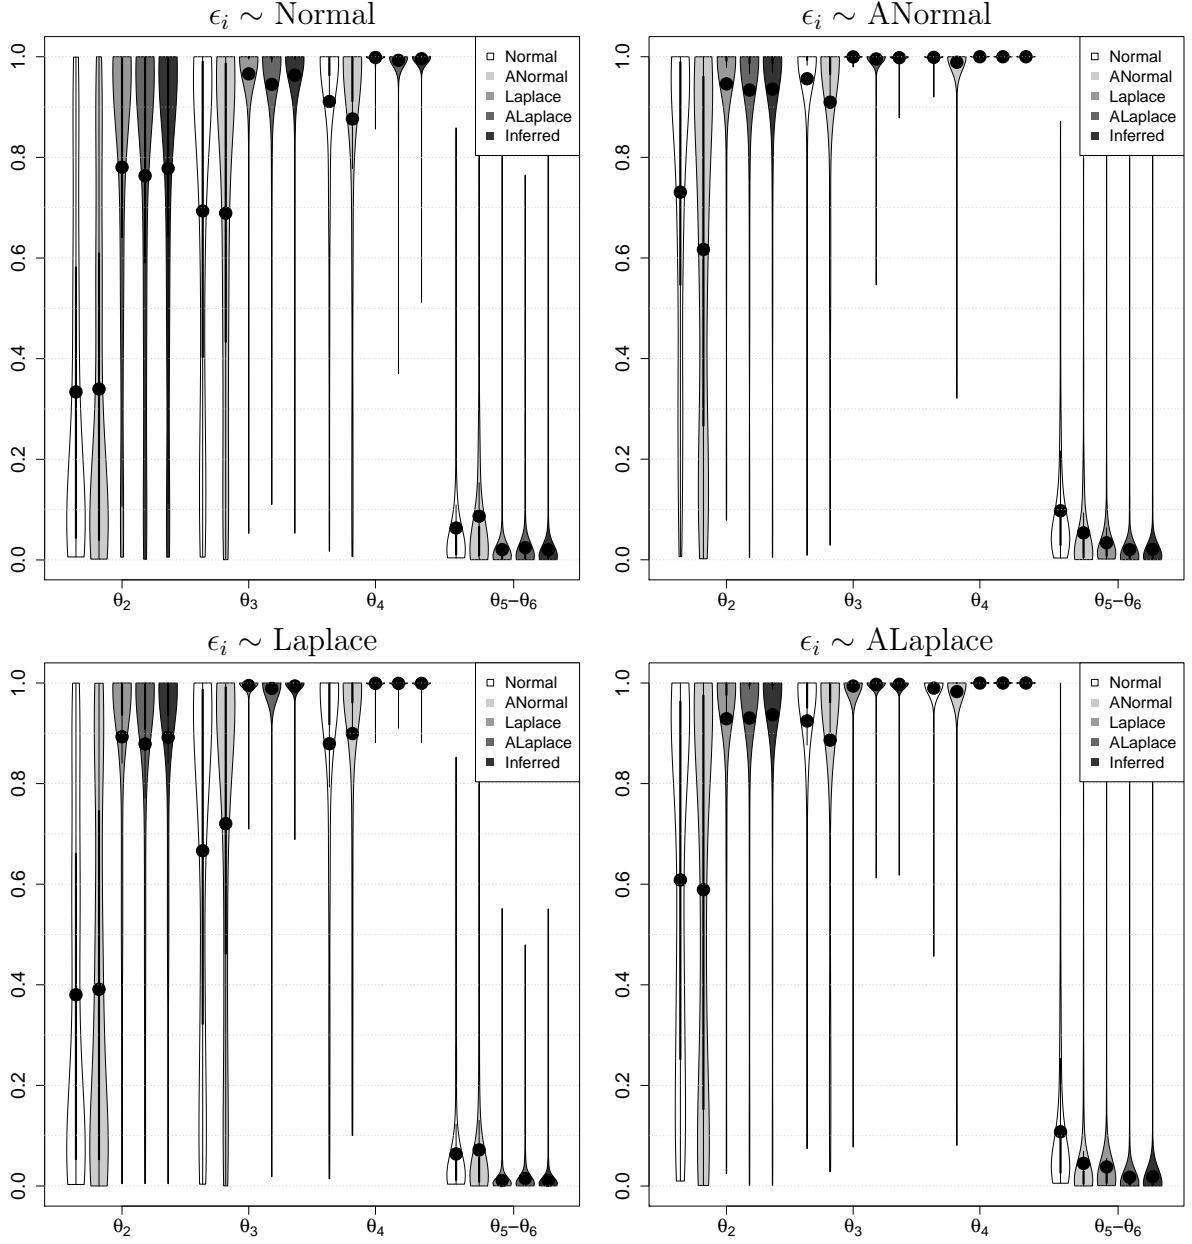 ϵᵢ ∼ Normal
1.0
0.8
0.6
0.4
0.2
0.0
Normal
ANormal
Laplace
ALaplace
Inferred
θ₂ θ₃ θ₄ θ₅−θ₆
ϵᵢ ∼ ANormal
1.0
0.8
0.6
0.4
0.2
0.0
Normal
ANormal
Laplace
ALaplace
Inferred
θ₂ θ₃ θ₄ θ₅−θ₆
ϵᵢ ∼ Laplace
1.0
0.8
0.6
0.4
0.2
0.0
Normal
ANormal
Laplace
ALaplace
Inferred
θ₂ θ₃ θ₄ θ₅−θ₆
ϵᵢ ∼ ALaplace
1.0
0.8
0.6
0.4
0.2
0.0
Normal
ANormal
Laplace
ALaplace
Inferred
θ₂ θ₃ θ₄ θ₅−θ₆